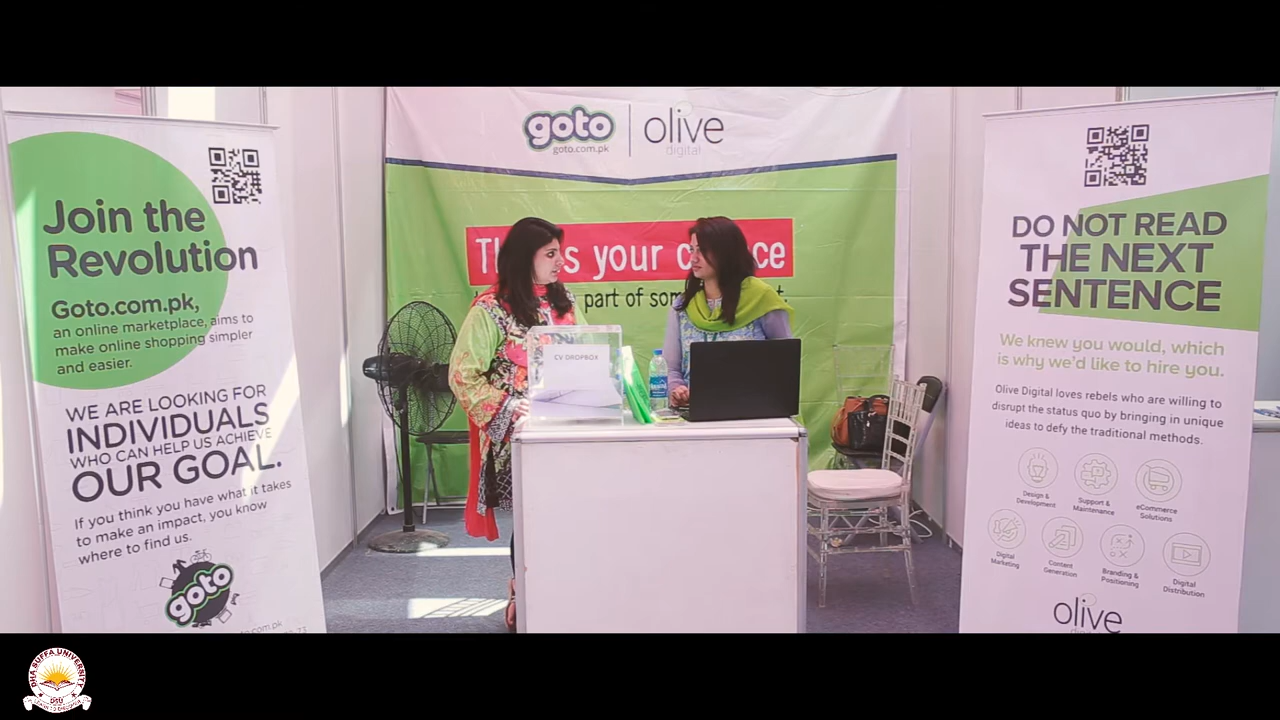 Join the
Revolution
Goto.com.pk,
an online marketplace, aims to
make online shopping simpler
and easier.
WE ARE LOOKING FOR
INDIVIDUALS
WHO CAN HELP US ACHIEVE
OUR GOAL.
If you think you have what it takes
to make an impact, you know
where to find us.
goto
goto
goto.com.pk
olive
digital
your
part of
CV DROPBOX
DO NOT READ
THE NEXT
SENTENCE
We knew you would, which
is why we'd like to hire you.
Olive Digital loves rebels who are willing to
disrupt the status quo by bringing in unique
ideas to defy the traditional methods.
Design &
Development
Support &
Maintenance
eCommerce
Solutions
Digital
Marketing
Content
Generation
Branding &
Positioning
Digital
Distribution
olive
DHA SUFFA UNIVERSITY
DSU